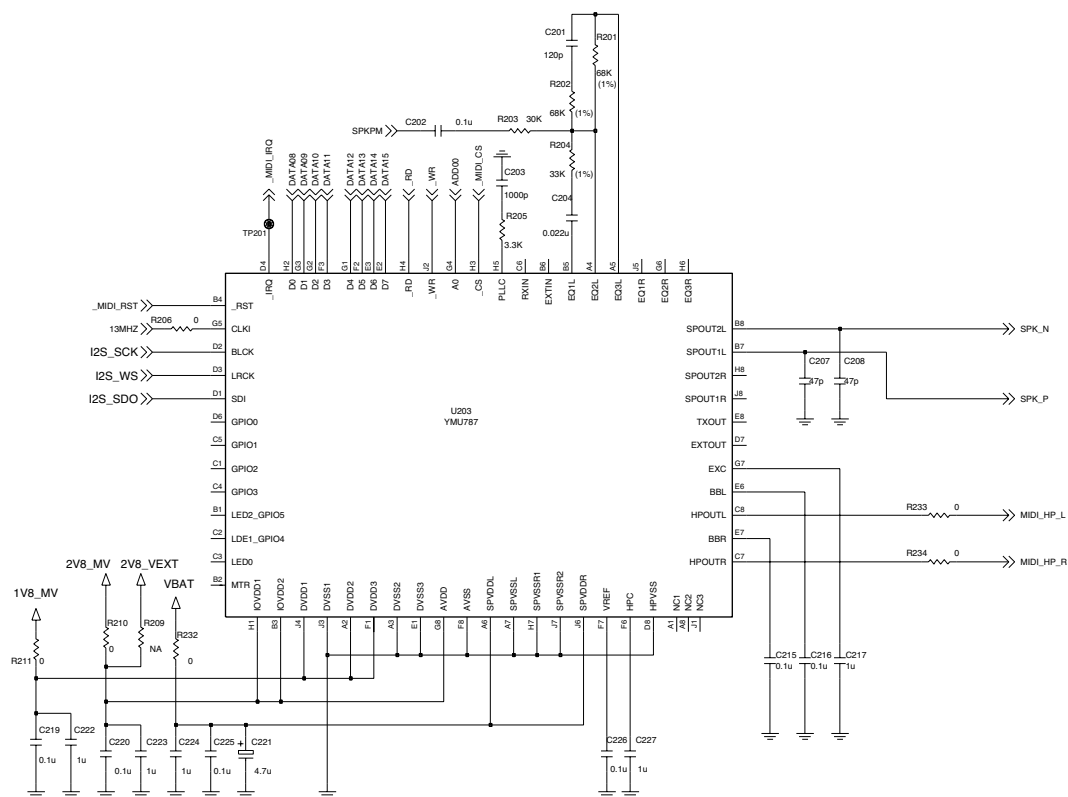 C201
120p
R201
68K
(1%)
R202
68K (1%)
SPKPM
C202
0.1u
R203 30K
R204
33K (1%)
C204
0.022u
_MIDI_IRQ
DATA08
DATA09
DATA10
DATA11
DATA12
DATA13
DATA14
DATA15
_RD
_WR
ADD00
_MIDI_CS
C203
1000p
R205
3.3K
TP201
D4
H2
G3
G2
F3
G1
F2
E3
E2
H4
J2
G4
H3
H5
C6
B6
B5
A4
A5
J5
G6
H6
_IRQ
D0
D1
D2
D3
D4
D5
D6
D7
_RD
_WR
A0
_CS
PLLC
RXIN
EXTIN
EQ1L
EQ2L
EQ3L
EQ1R
EQ2R
EQ3R
_MIDI_RST B4 _RST
13MHZ R206 0 G5 CLKI
I2S_SCK D2 BLCK
I2S_WS D3 LRCK
I2S_SDO D1 SDI
D6 GPIO0
C5 GPIO1
C1 GPIO2
C4 GPIO3
B1 LED2_GPIO5
C2 LDE1_GPIO4
C3 LED0
B2 MTR
U203
YMU787
SPOUT2L B8 SPK_N
SPOUT1L B7
C207
47p
C208
47p
SPOUT2R H8
SPOUT1R J8 SPK_P
TXOUT E8
EXTOUT D7
EXC G7
BBL E6
HPOUTL C8 R233 0 MIDI_HP_L
BBR E7
HPOUTR C7 R234 0 MIDI_HP_R
IOVDD1
IOVDD2
DVDD1
DVSS1
DVDD2
DVDD3
DVSS2
DVSS3
AVDD
AVSS
SPVDDL
SPVSSL
SPVSSR1
SPVSSR2
SPVDDR
VREF
HPC
HPVSS
NC1
NC2
NC3
H1
B3
J4
J3
A2
F1
A3
E1
G8
F8
A6
A7
H7
J7
J6
F7
F6
D8
A1
A8
J1
1V8_MV
2V8_MV
2V8_VEXT
VBAT
R211 0
R210
0
R209
NA
R232
0
C215
0.1u
C216
0.1u
C217
1u
C219
0.1u
C222
1u
C220
0.1u
C223
1u
C224
1u
C225
0.1u
+
C221
4.7u
C226
0.1u
C227
1u